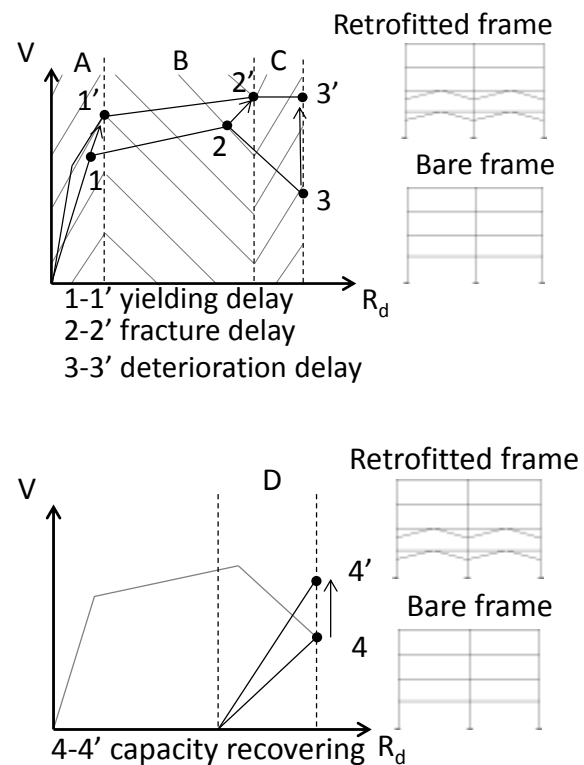 V
A
B
C
1’
2’
3’
1
2
3
R_d
Retrofitted frame
Bare frame
1-1’ yielding delay
2-2’ fracture delay
3-3’ deterioration delay
V
D
4’
4
Retrofitted frame
Bare frame
4-4’ capacity recovering R_d